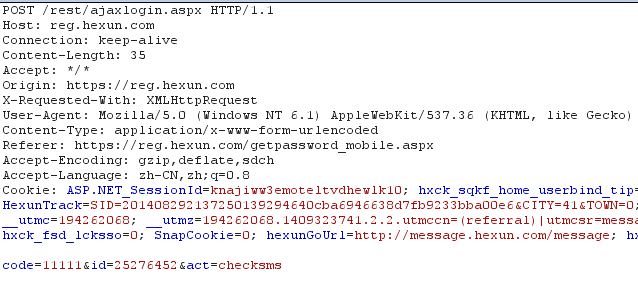 POST /rest/ajaxlogin.aspx HTTP/1.1
Host: reg.hexun.com
Connection: keep-alive
Content-Length: 35
Accept: */*
Origin: https://reg.hexun.com
X-Requested-With: XMLHttpRequest
User-Agent: Mozilla/5.0 (Windows NT 6.1) AppleWebKit/537.36 (KHTML, like Gecko)
Content-Type: application/x-www-form-urlencoded
Referer: https://reg.hexun.com/getpassword_mobile.aspx
Accept-Encoding: gzip,deflate,sdch
Accept-Language: zh-CN,zh;q=0.8
Cookie: ASP.NET_SessionId=knajiww3emoteltvdhewlk10; hxck_sqkf_home_userbind_tip=
HexunTrack=SID=20140829213725013929464​0cba6946638d7fb9233bba00e6&CITY=41&TOWN=0;
__utmc=194262068; __utmz=194262068.1409323741.2.2.utmccn=(referral)|utmcsr=messa
hxck_fsd_lcksso=0; SnapCookie=0; hexunGoUrl=http://message.hexun.com/message; hx
code=11111&id=25276452&act=checksms